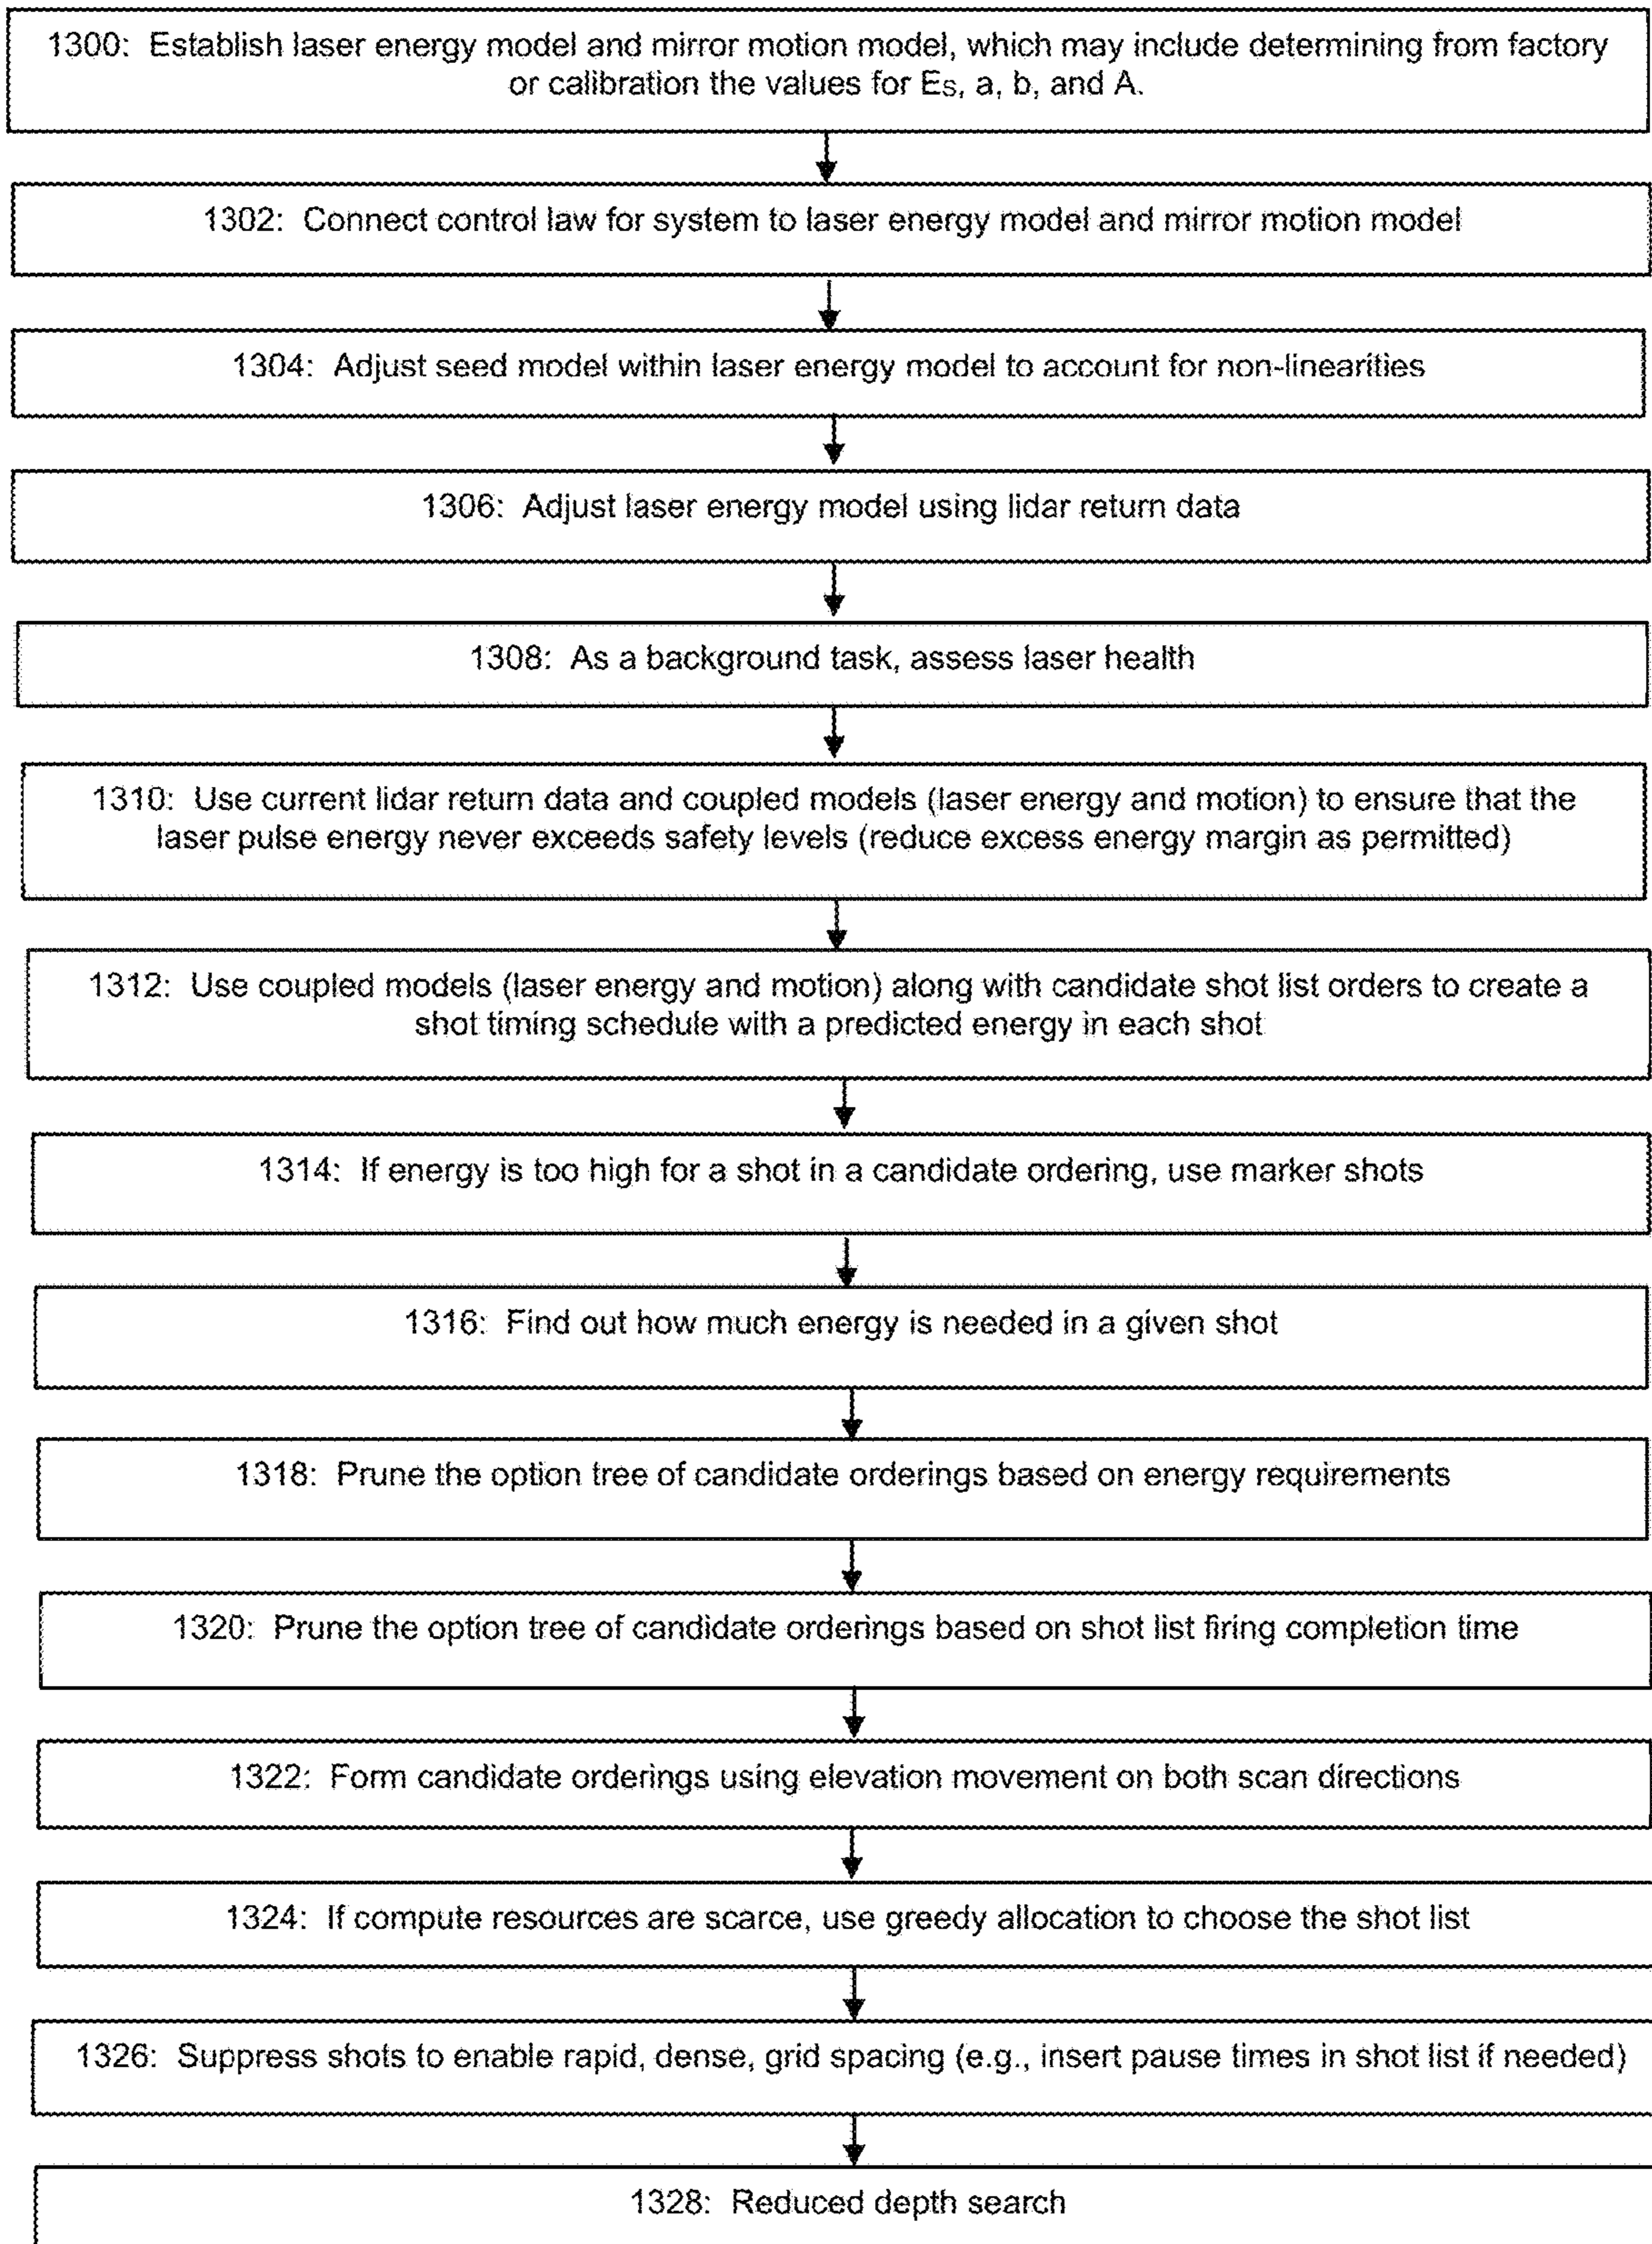 1300: Establish laser energy model and mirror motion model, which may include determining from factory
or calibration the values for Es, a, b, and A.
1302: Connect control law for system to laser energy model and mirror motion model
1304: Adjust seed model within laser energy model to account for non-linearities
1306: Adjust laser energy model using lidar return data
1308: As a background task, assess laser health
1310: Use current lidar return data and coupled models (laser energy and motion) to ensure that the
laser pulse energy never exceeds safety levels (reduce excess energy margin as permitted)
1312: Use coupled models (laser energy and motion) along with candidate shot list orders to create a
shot timing schedule with a predicted energy in each shot
1314: If energy is too high for a shot in a candidate ordering, use marker shots
1316: Find out how much energy is needed in a given shot
1318: Prune the option tree of candidate orderings based on energy requirements
1320: Prune the option tree of candidate orderings based on shot list firing completion time
1322: Form candidate orderings using elevation movement on both scan directions
1324: If compute resources are scarce, use greedy allocation to choose the shot list
1326: Suppress shots to enable rapid, dense, grid spacing (e.g., insert pause times in shot list if needed)
1328: Reduced depth search